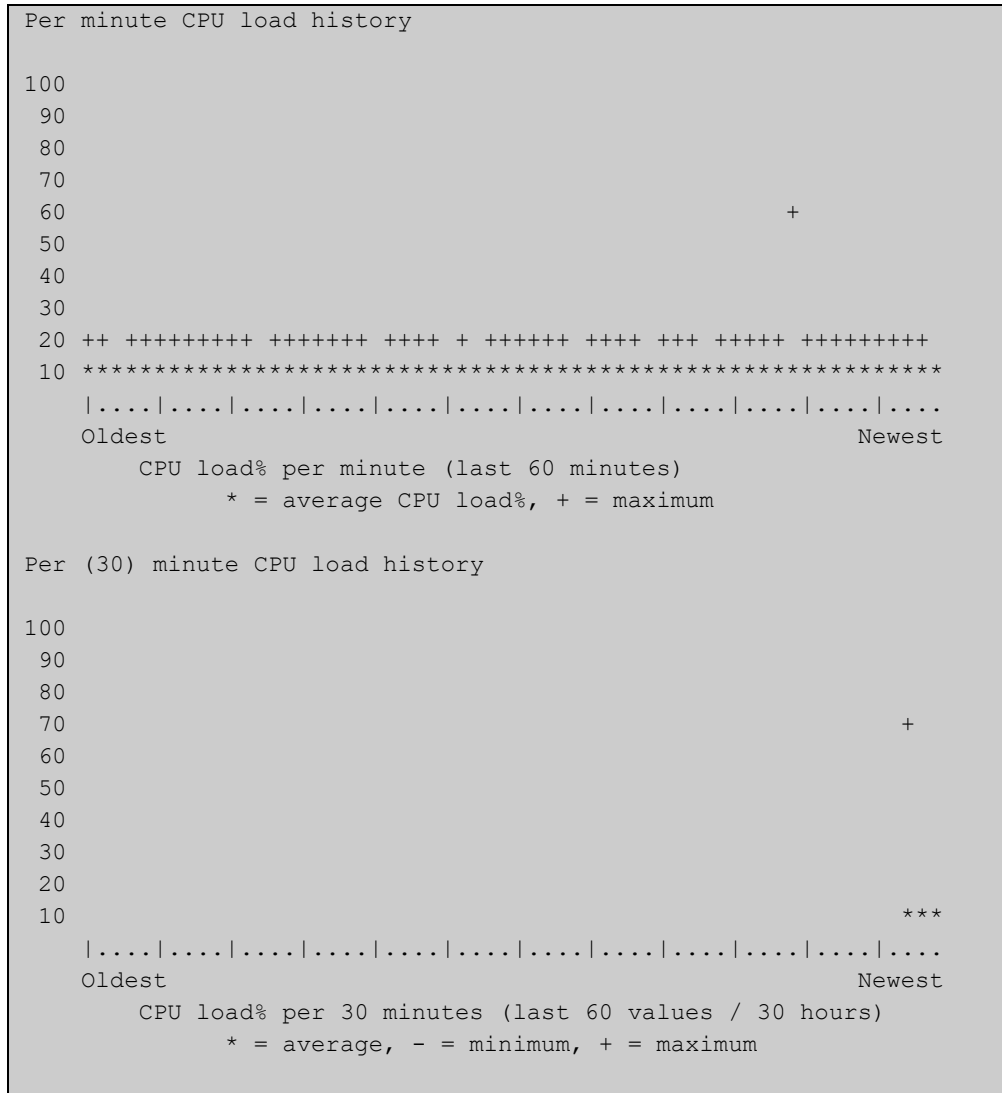 Per minute CPU load history

100
 90
 80
 70
 60                                                  +
 50
 40
 30
 20 ++ +++++++++ +++++++ ++++ + ++++++ ++++ +++ +++++ +++++++++
 10 ************************************************************
    |....|....|....|....|....|....|....|....|....|....|....|....
    Oldest                                                Newest
        CPU load% per minute (last 60 minutes)
              * = average CPU load%, + = maximum

Per (30) minute CPU load history

100
 90
 80
 70                                                          +
 60
 50
 40
 30
 20
 10                                                          ***
    |....|....|....|....|....|....|....|....|....|....|....|....
    Oldest                                                Newest
        CPU load% per 30 minutes (last 60 values / 30 hours)
              * = average, - = minimum, + = maximum